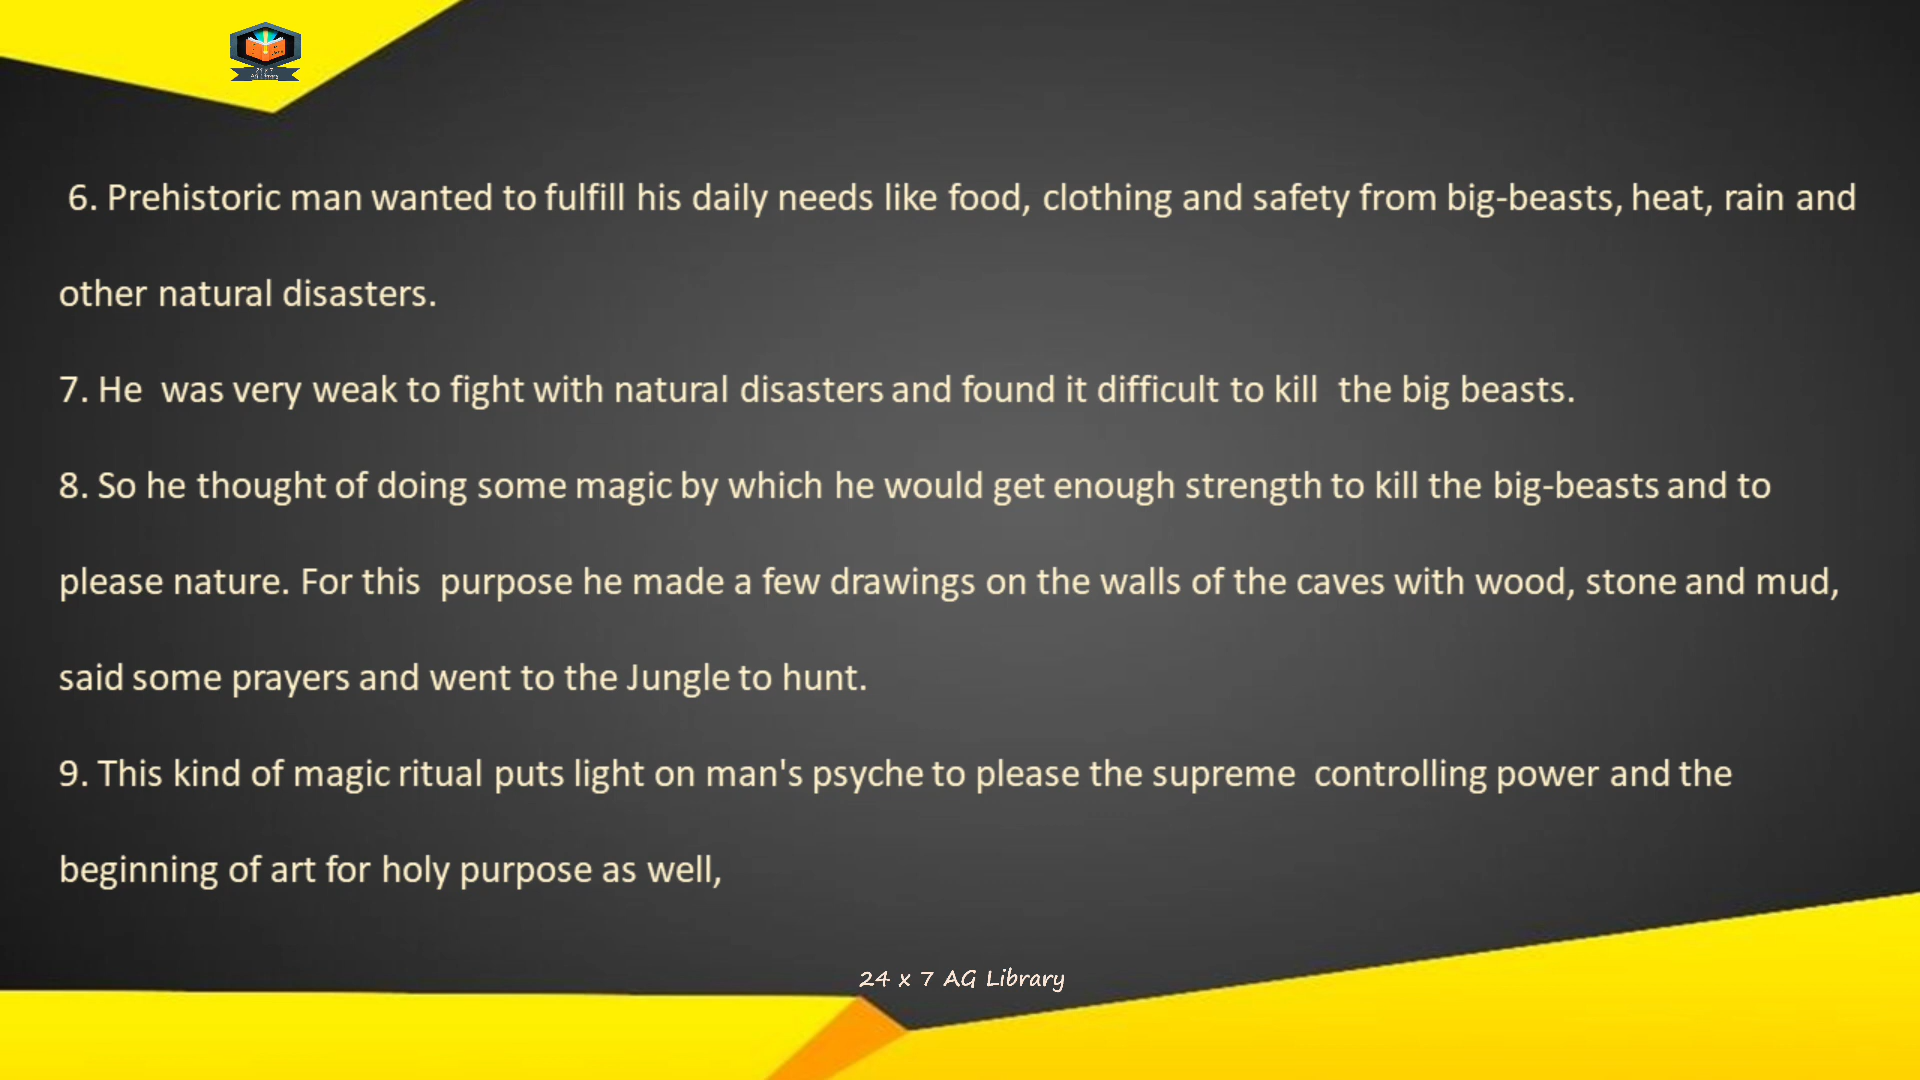 24 x 7
AG Library
6. Prehistoric man wanted to fulfill his daily needs like food, clothing and safety from big-beasts, heat, rain and
other natural disasters.
7. He was very weak to fight with natural disasters and found it difficult to kill the big beasts.
8. So he thought of doing some magic by which he would get enough strength to kill the big-beasts and to
please nature. For this purpose he made a few drawings on the walls of the caves with wood, stone and mud,
said some prayers and went to the Jungle to hunt.
9. This kind of magic ritual puts light on man's psyche to please the supreme controlling power and the
beginning of art for holy purpose as well,
24 x 7 AG Library